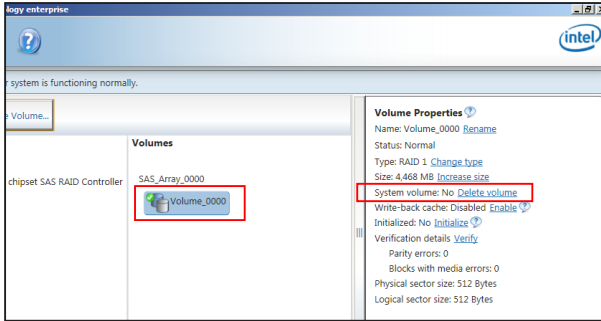 logy enterprise
intel
r system is functioning normally.
e Volume...
Volumes
chipset SAS RAID Controller
SAS_Array_0000
Volume_0000
Volume Properties
Name: Volume_0000 Rename
Status: Normal
Type: RAID 1 Change type
Size: 4,468 MB Increase size
System volume: No Delete volume
Write-back cache: Disabled Enable
Initialized: No Initialize
Verification details Verify
Parity errors: 0
Blocks with media errors: 0
Physical sector size: 512 Bytes
Logical sector size: 512 Bytes